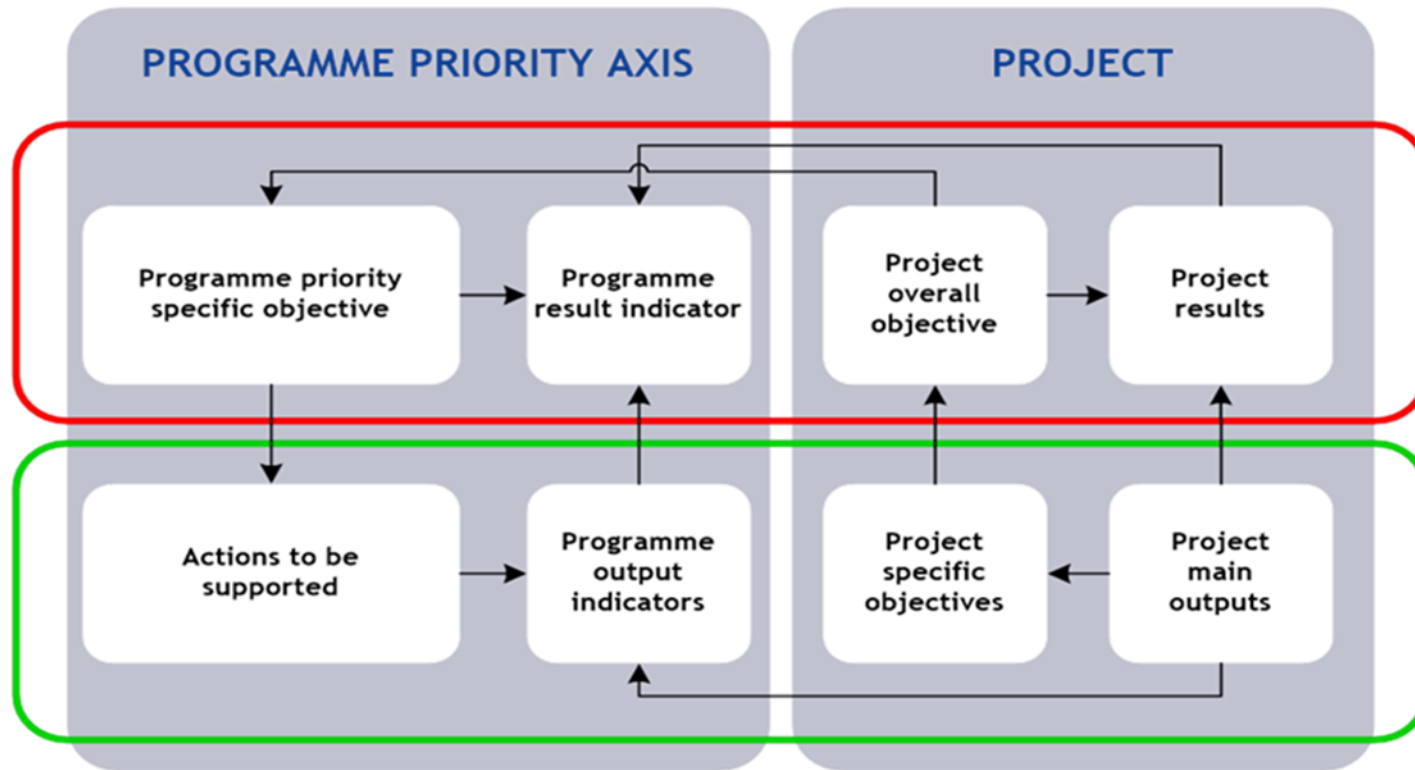 PROGRAMME PRIORITY AXIS
PROJECT
Programme priority
specific objective
Programme
result indicator
Project
overall
objective
Project
results
Actions to be
supported
Programme
output
indicators
Project
specific
objectives
Project
main
outputs